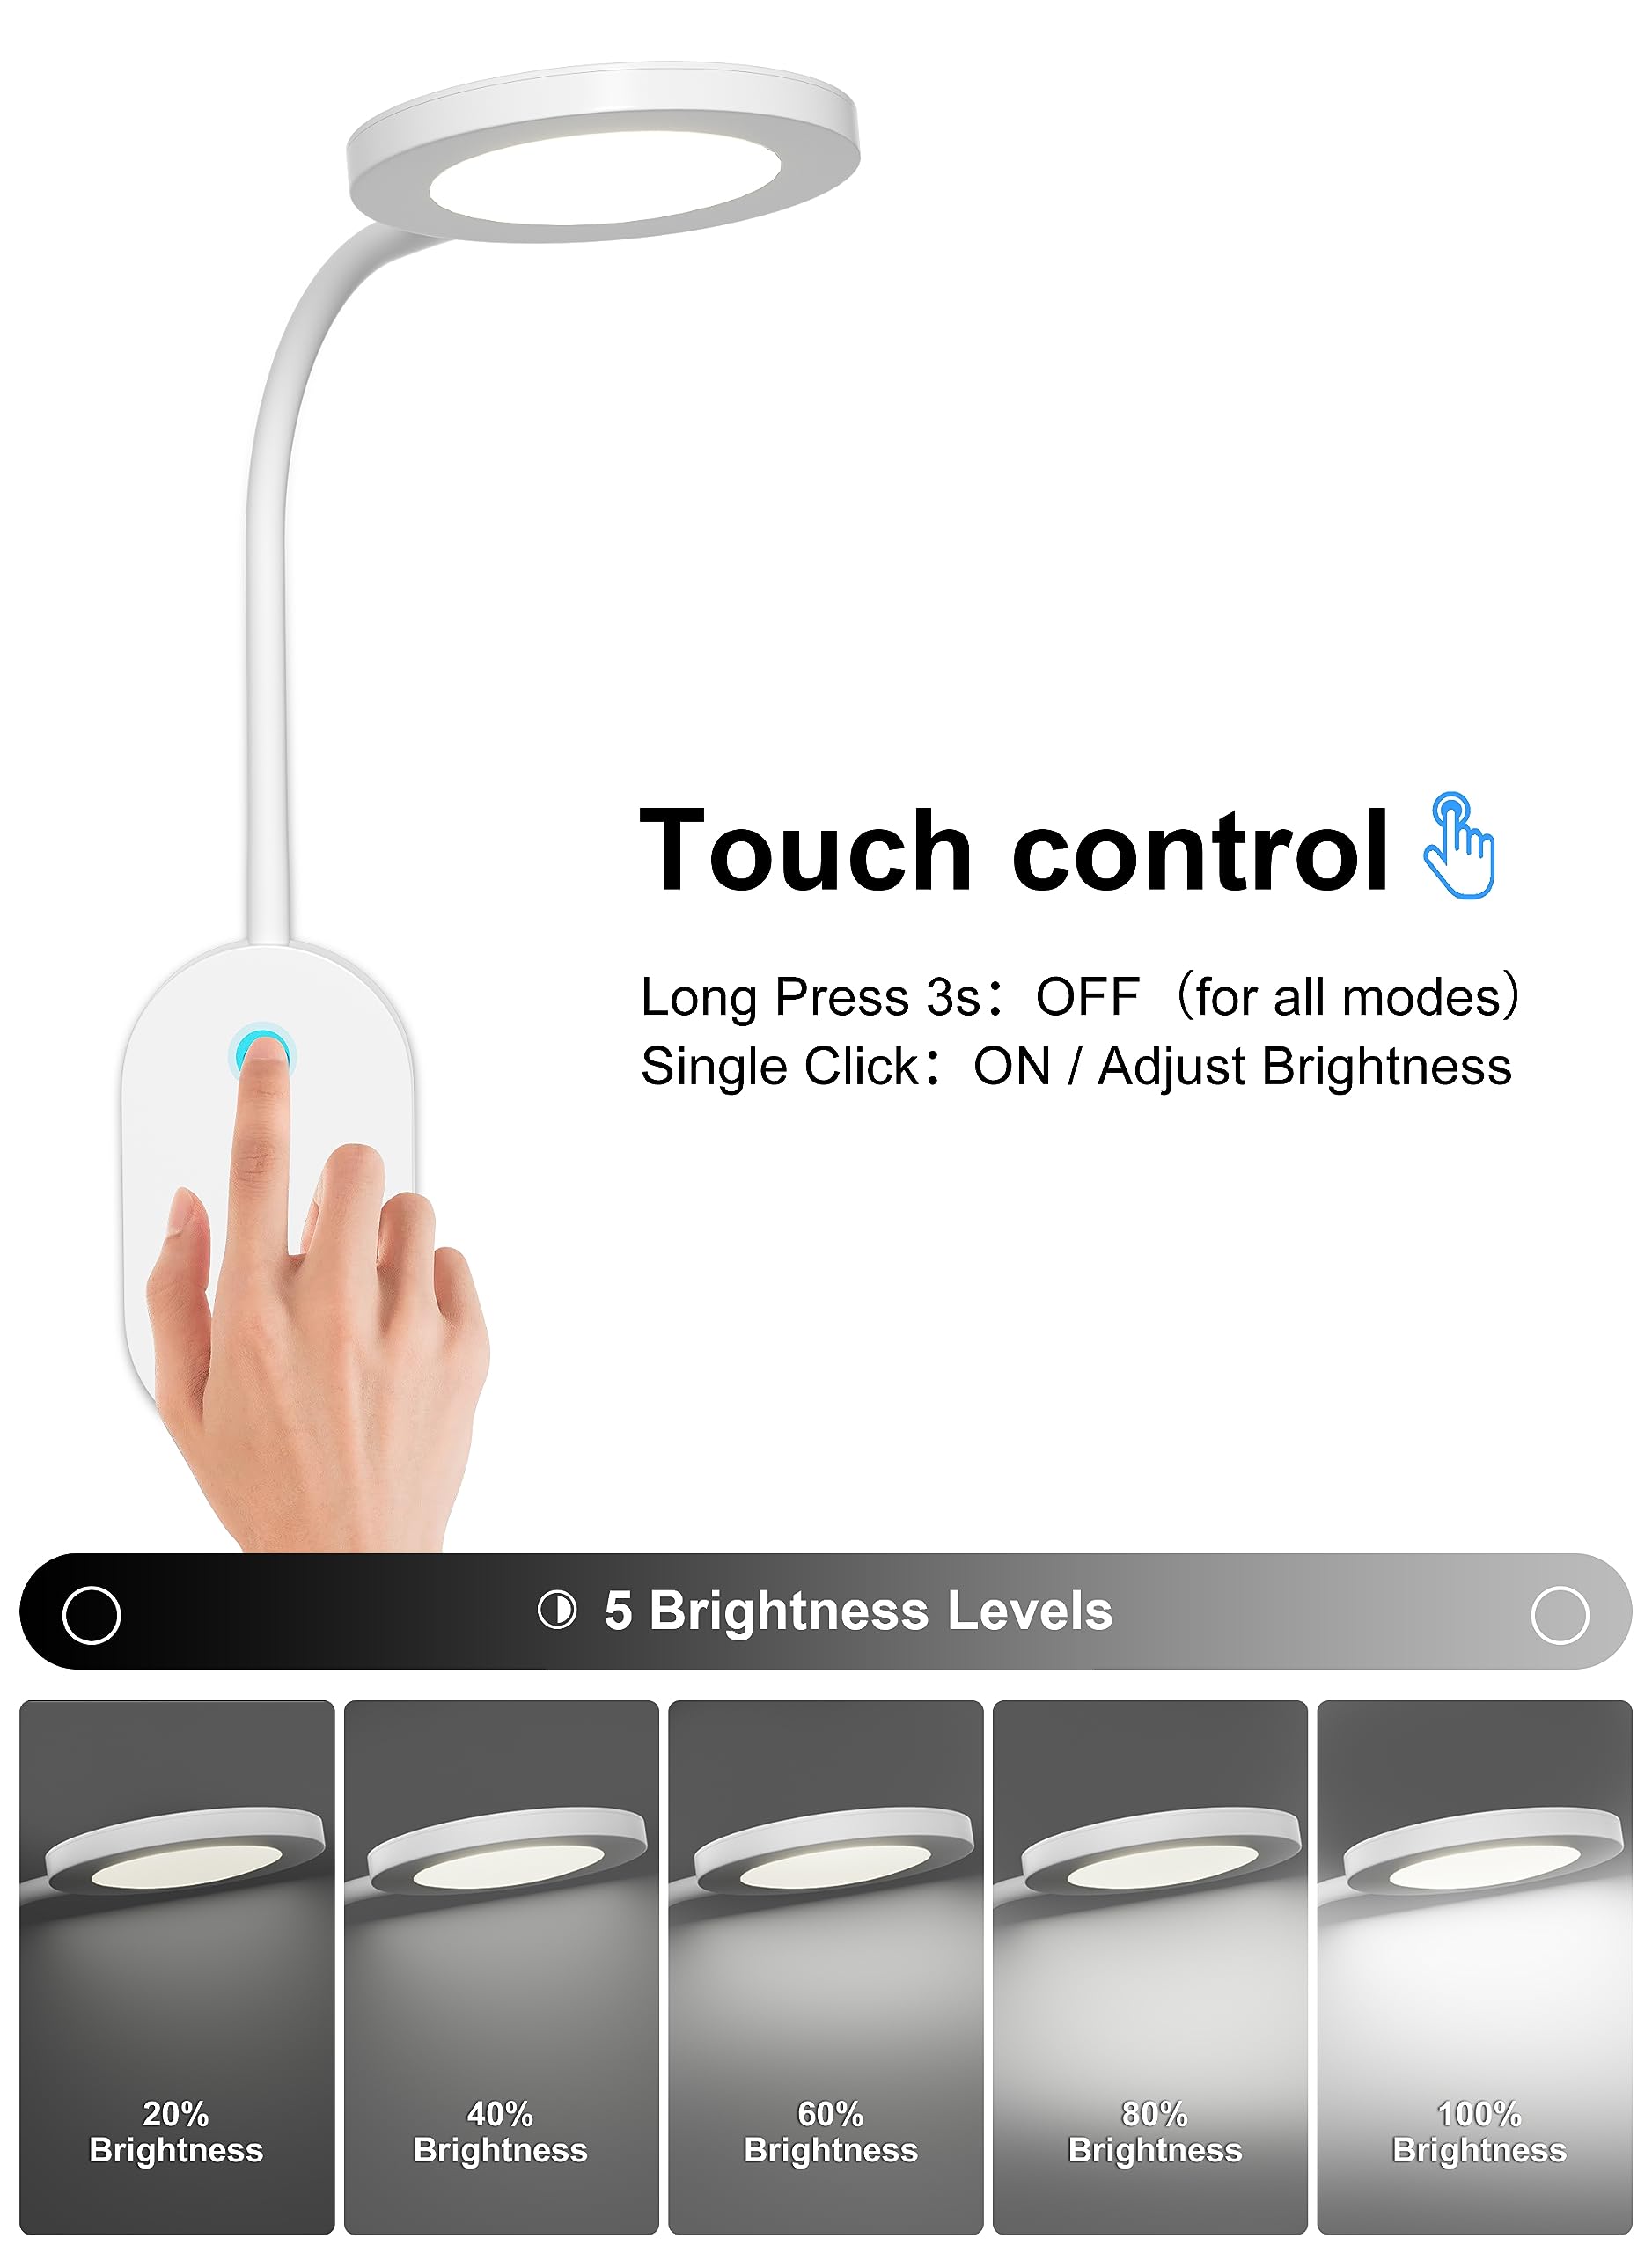 Touch control
Long Press 3s：OFF（for all modes）
Single Click：ON / Adjust Brightness
5 Brightness Levels
20%
Brightness
40%
Brightness
60%
Brightness
80%
Brightness
100%
Brightness